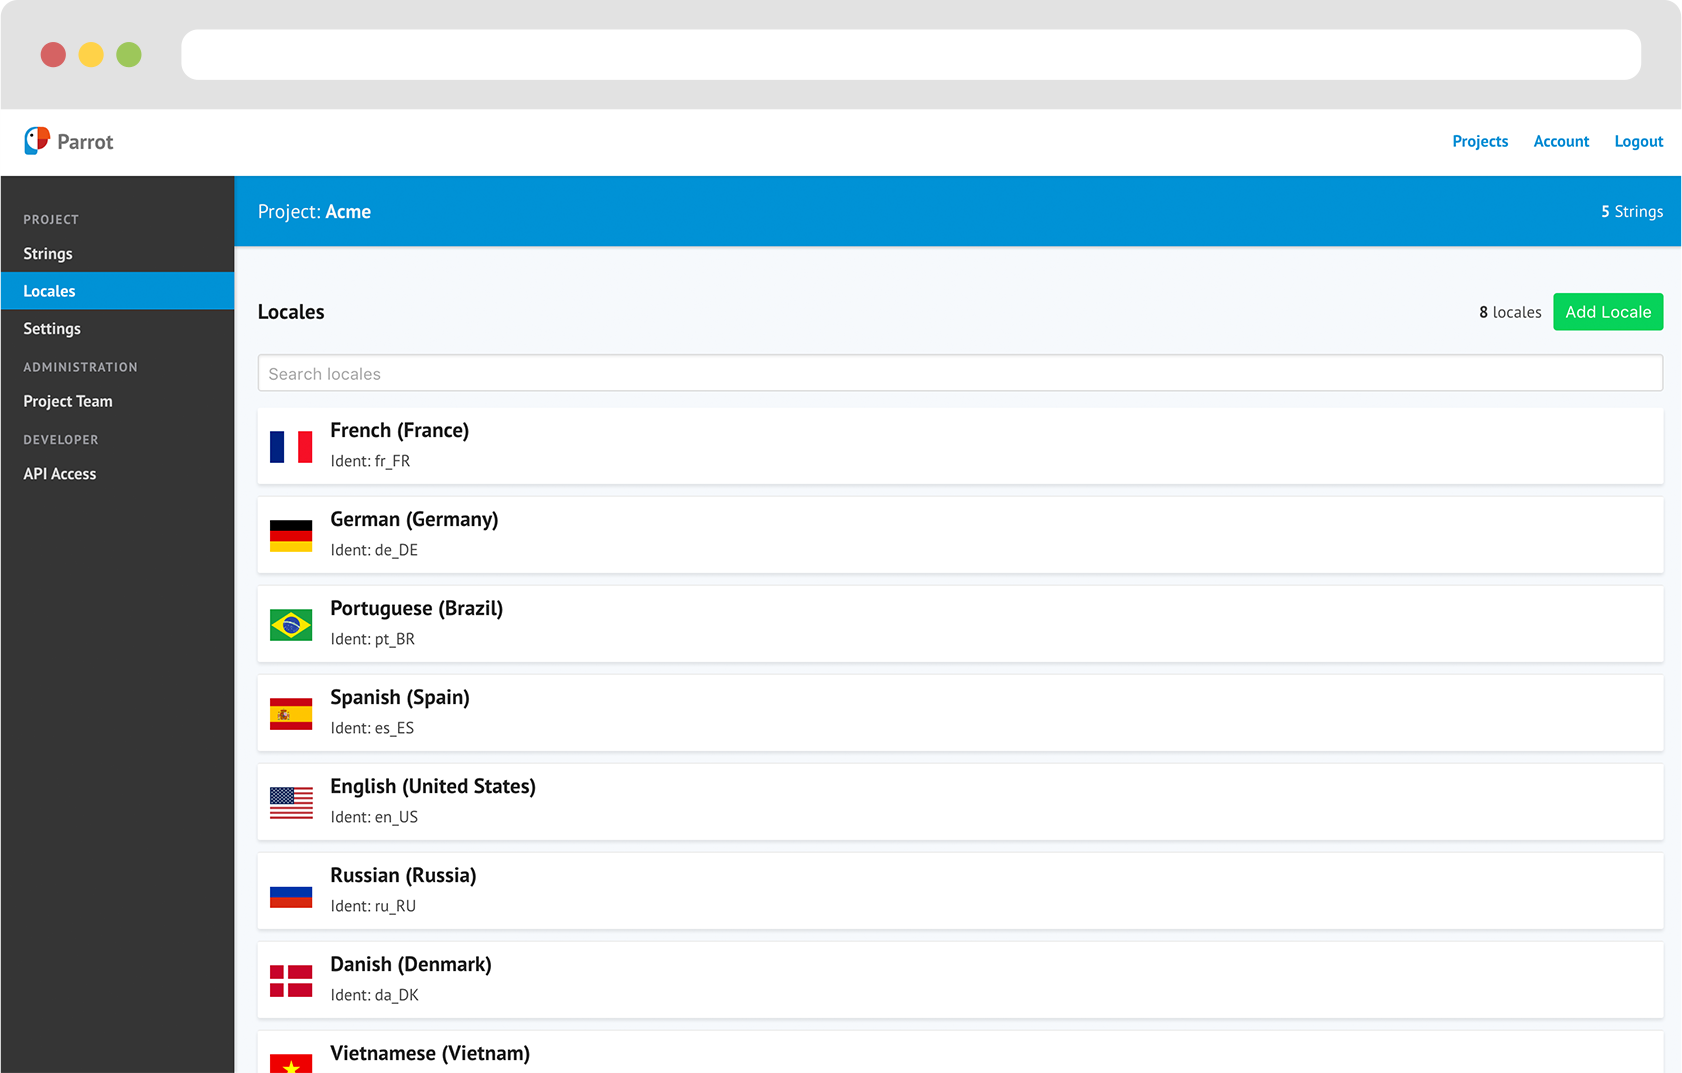 Parrot
Projects Account Logout
PROJECT
Strings
Locales
Settings
ADMINISTRATION
Project Team
DEVELOPER
API Access
Project: Acme
5 Strings
Locales
8 locales
Add Locale
Search locales
French (France)
Ident: fr_FR
German (Germany)
Ident: de_DE
Portuguese (Brazil)
Ident: pt_BR
Spanish (Spain)
Ident: es_ES
English (United States)
Ident: en_US
Russian (Russia)
Ident: ru_RU
Danish (Denmark)
Ident: da_DK
Vietnamese (Vietnam)